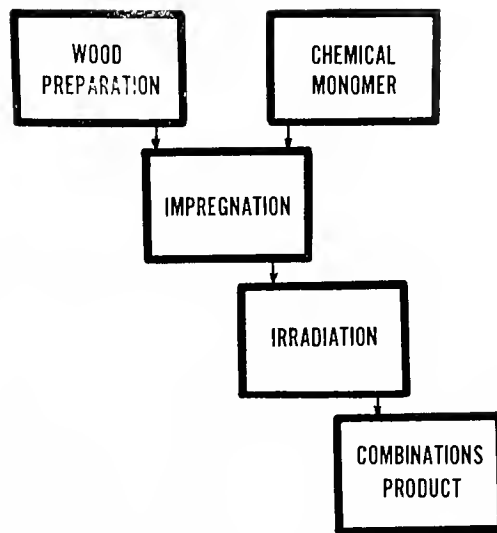 WOOD
PREPARATION
CHEMICAL
MONOMER
IMPREGNATION
IRRADIATION
COMBINATIONS
PRODUCT